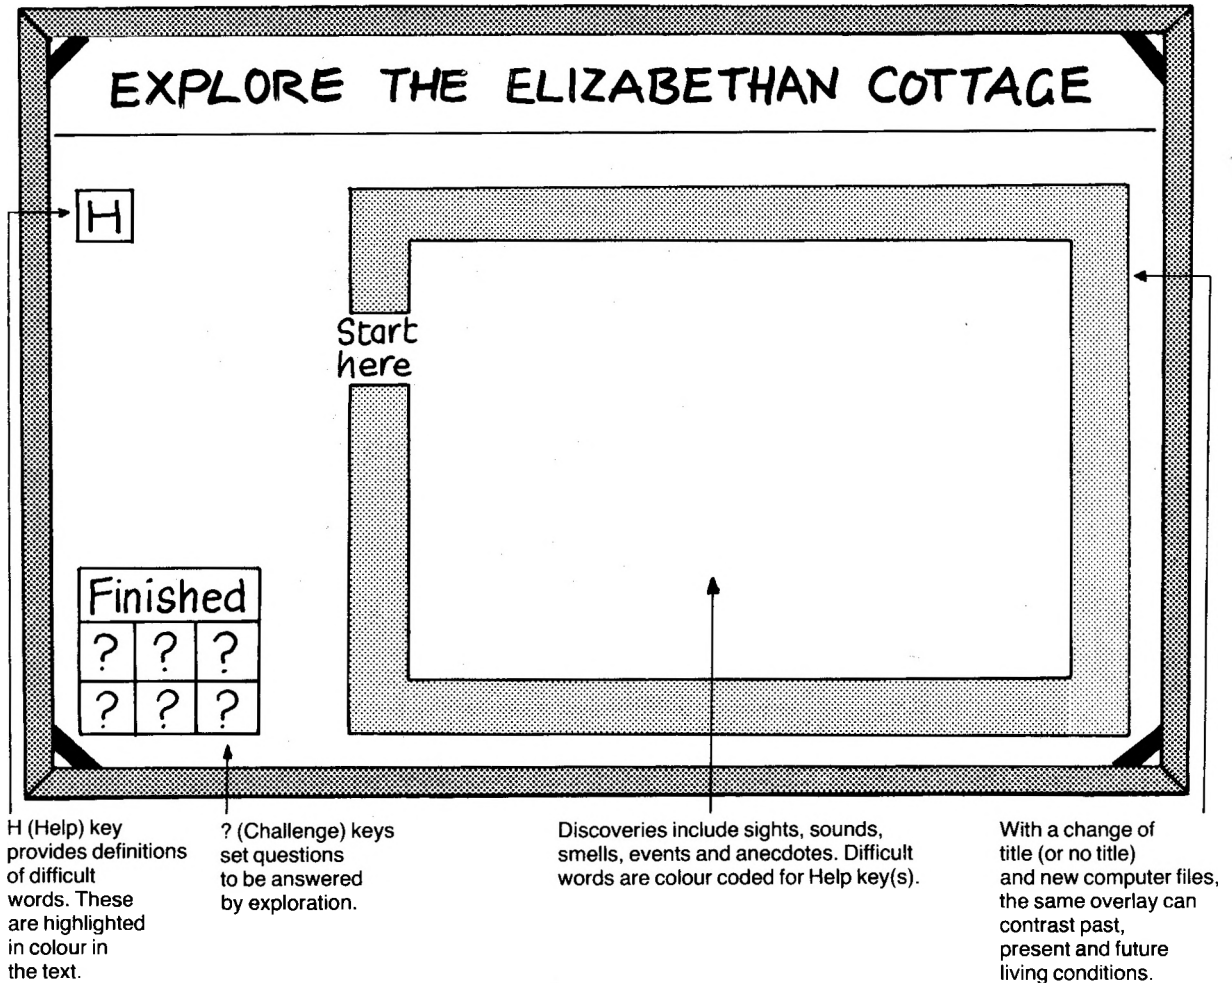 EXPLORE THE ELIZABETHAN COTTAGE
H
Start
here
Finished
? ? ?
? ? ?
H (Help) key
provides definitions
of difficult
words. These
are highlighted
in colour in
the text.
? (Challenge) keys
set questions
to be answered
by exploration.
Discoveries include sights, sounds,
smells, events and anecdotes. Difficult
words are colour coded for Help key(s).
With a change of
title (or no title)
and new computer files,
the same overlay can
contrast past,
present and future
living conditions.